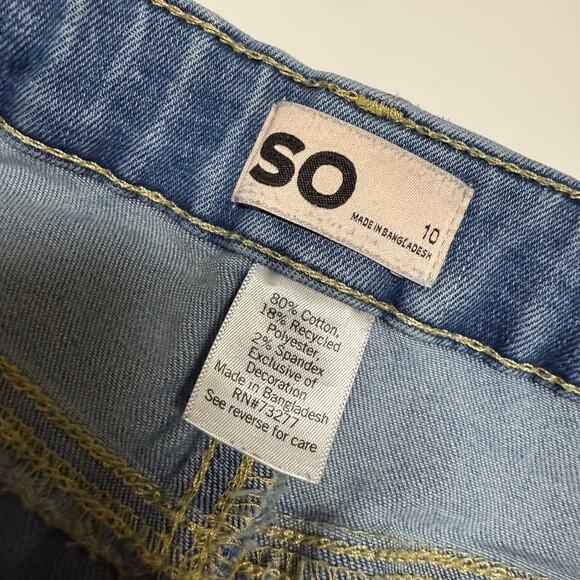 SO
10
MADE IN BANGLADESH
80% Cotton,
18% Recycled
Polyester
2% Spandex
Exclusive of
Decoration
Made in Bangladesh
RN#73277
See reverse for care